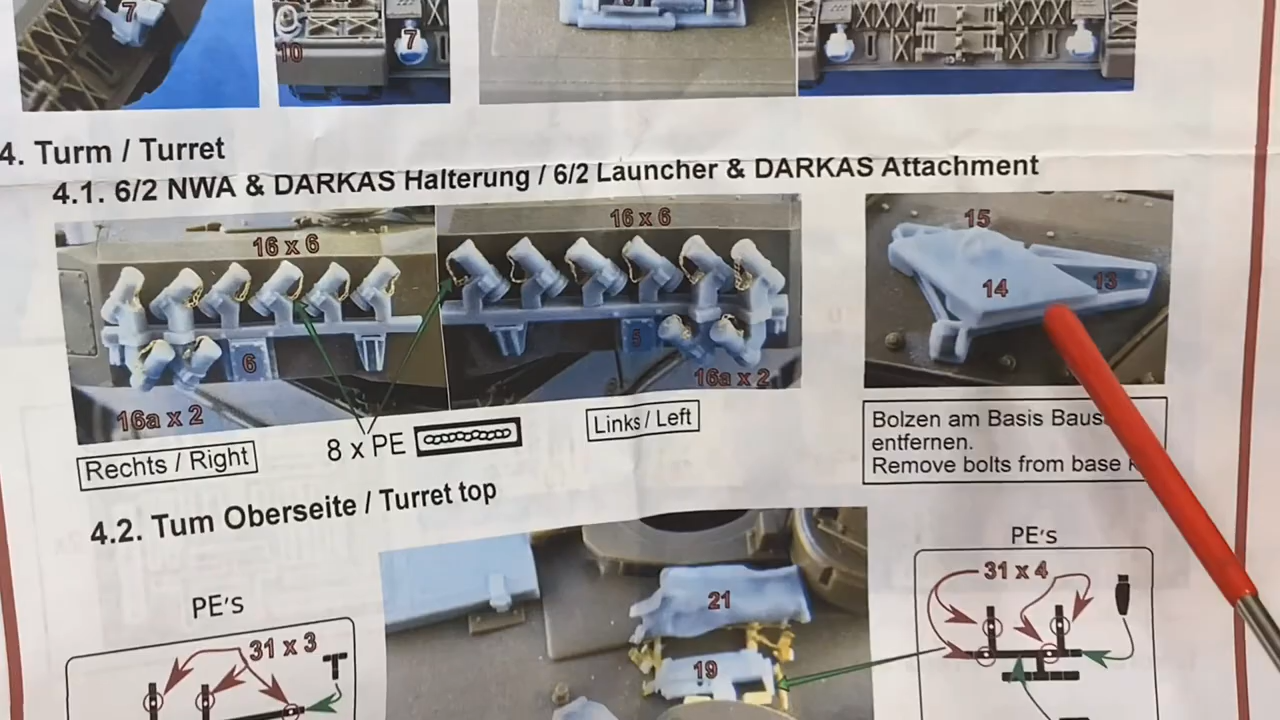 7
10
7
4. Turm / Turret
4.1. 6/2 NWA & DARKAS Halterung / 6/2 Launcher & DARKAS Attachment
16 x 6
16 x 6
15
14
13
6
5
16a x 2
16a x 2
Rechts / Right
8 x PE
Links / Left
Bolzen am Basis
entfernen.
Remove bolts from base
4.2. Tum Oberseite / Turret top
PE's
31 x 3
21
19
PE's
31 x 4